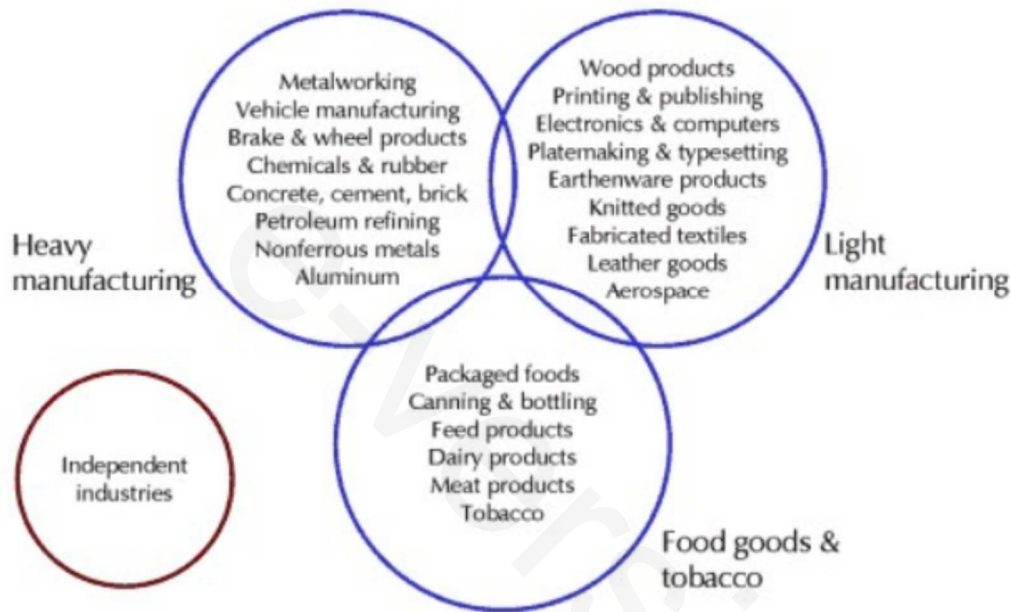 Metalworking
Vehicle manufacturing
Brake & wheel products
Chemicals & rubber
Concrete, cement, brick
Petroleum refining
Nonferrous metals
Aluminum
Heavy
manufacturing
Wood products
Printing & publishing
Electronics & computers
Platemaking & typesetting
Earthenware products
Knitted goods
Fabricated textiles
Leather goods
Aerospace
Light
manufacturing
Packaged foods
Canning & bottling
Feed products
Dairy products
Meat products
Tobacco
Food goods &
tobacco
Independent
industries